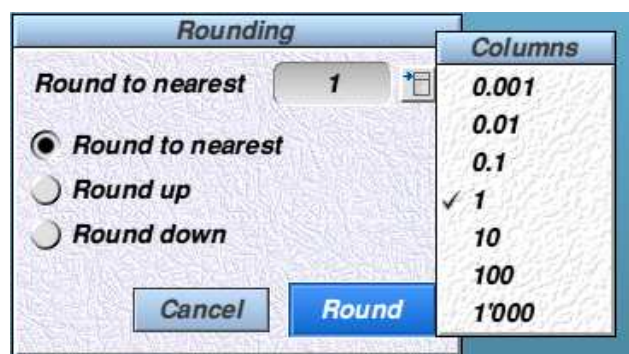 Rounding
Round to nearest 1
Round to nearest
Round up
Round down
Cancel Round
Columns
0.001
0.01
0.1
1
10
100
1'000